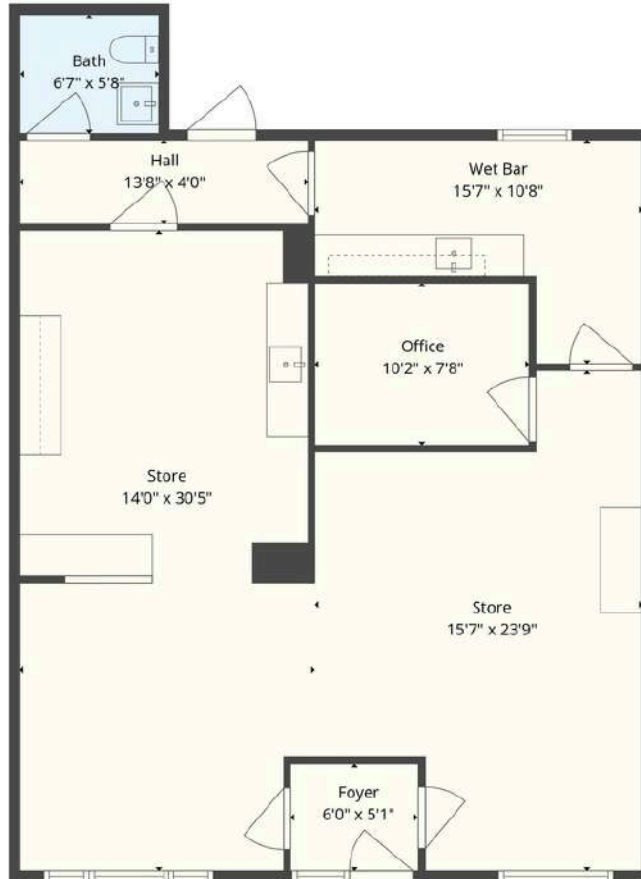 Bath
6'7" x 5'8"
Hall
13'8" x 4'0"
Wet Bar
15'7" x 10'8"
Office
10'2" x 7'8"
Store
14'0" x 30'5"
Store
15'7" x 23'9"
Foyer
6'0" x 5'1"